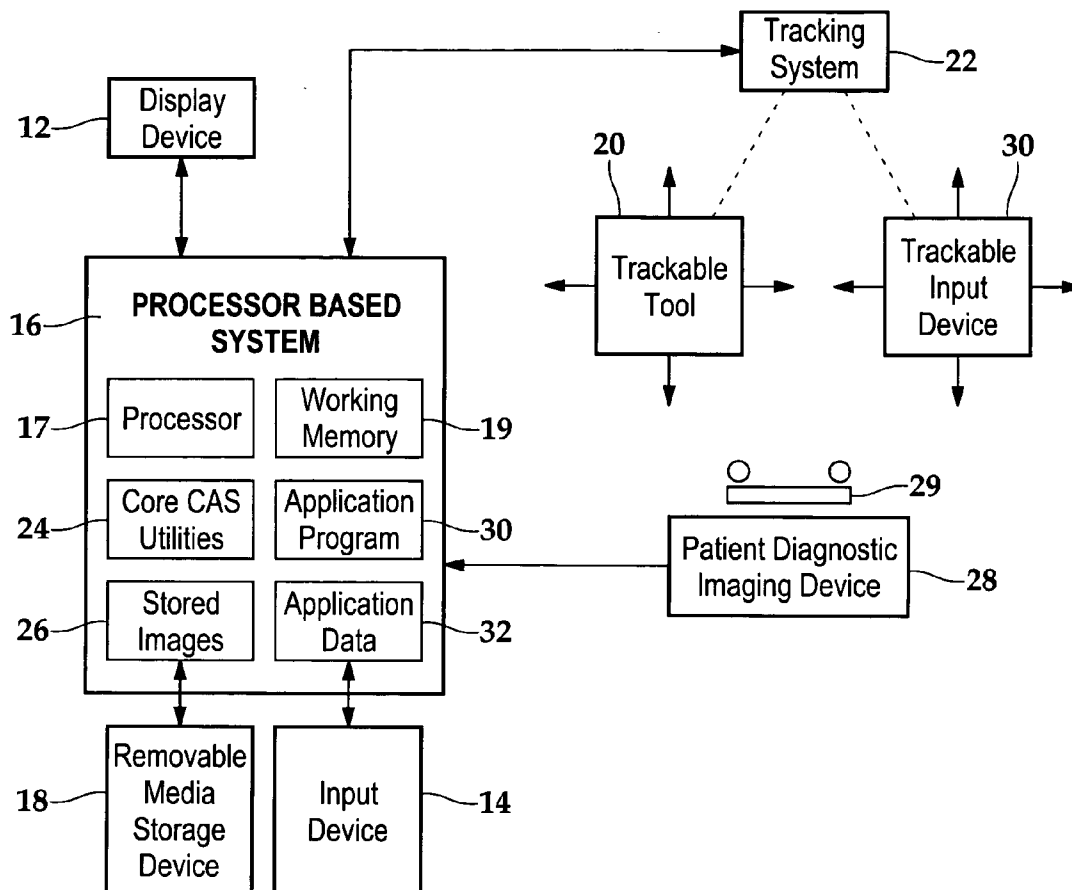 Tracking
System
22
Display
Device
12
20
30
Trackable
Tool
Trackable
Input
Device
PROCESSOR BASED
SYSTEM
16
Processor
17
Working
Memory
19
Core CAS
Utilities
24
Application
Program
30
29
Patient Diagnostic
Imaging Device
28
Stored
Images
26
Application
Data
32
Removable
Media
Storage
Device
18
Input
Device
14